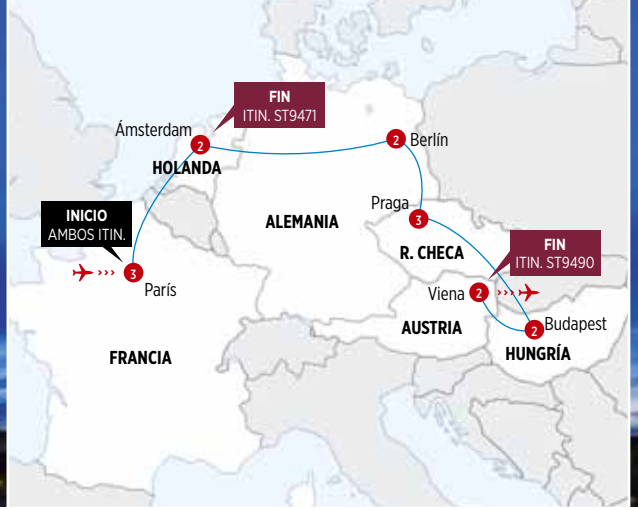 FIN
ITIN. ST9471
Ámsterdam
2
HOLANDA
2
Berlín
INICIO
AMBOS ITIN.
ALEMANIA
Praga
3
R. CHECA
FIN
ITIN. ST9490
3
París
Viena
2
AUSTRIA
2
Budapest
HUNGRÍA
FRANCIA